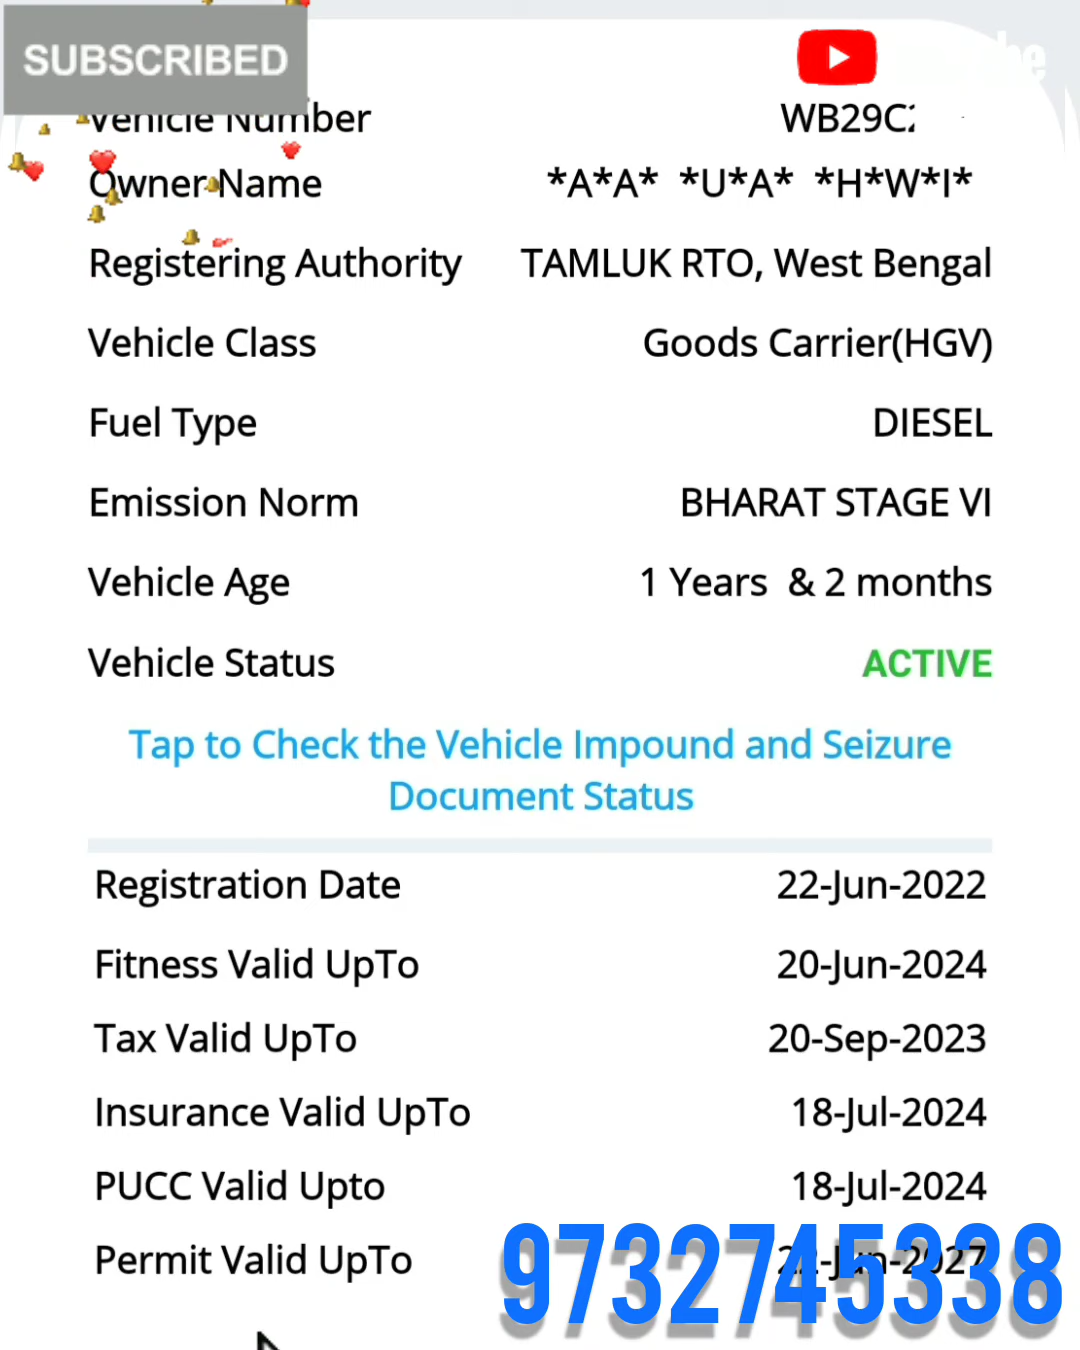 SUBSCRIBED
Vehicle Number WB29C
Owner Name *A*A* *U*A* *H*W*I*
Registering Authority TAMLUK RTO, West Bengal
Vehicle Class Goods Carrier(HGV)
Fuel Type DIESEL
Emission Norm BHARAT STAGE VI
Vehicle Age 1 Years & 2 months
Vehicle Status ACTIVE
Tap to Check the Vehicle Impound and Seizure
Document Status
Registration Date 22-Jun-2022
Fitness Valid UpTo 20-Jun-2024
Tax Valid UpTo 20-Sep-2023
Insurance Valid UpTo 18-Jul-2024
PUCC Valid Upto 18-Jul-2024
Permit Valid UpTo 22-Jun-2027
9732745338